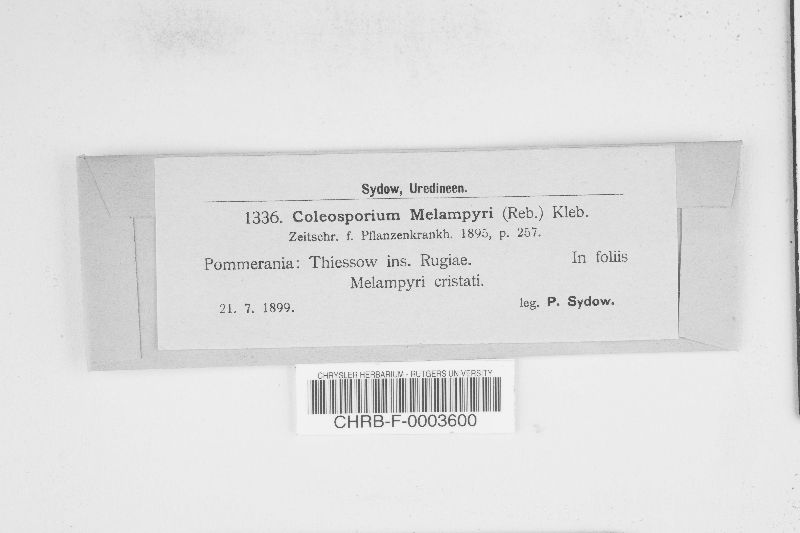 Sydow, Uredineen.
1336. Coleosporium Melampyri (Reb.) Kleb.
Zeitschr. f. Pflanzenkrankh. 1895, p. 257.
Pommerania: Thiessow ins. Rugiae. In foliis
Melampyri cristati.
21. 7. 1899. leg. P. Sydow.
CHRYSLER HERBARIUM - RUTGERS UNIVERSITY
CHRB-F-0003600